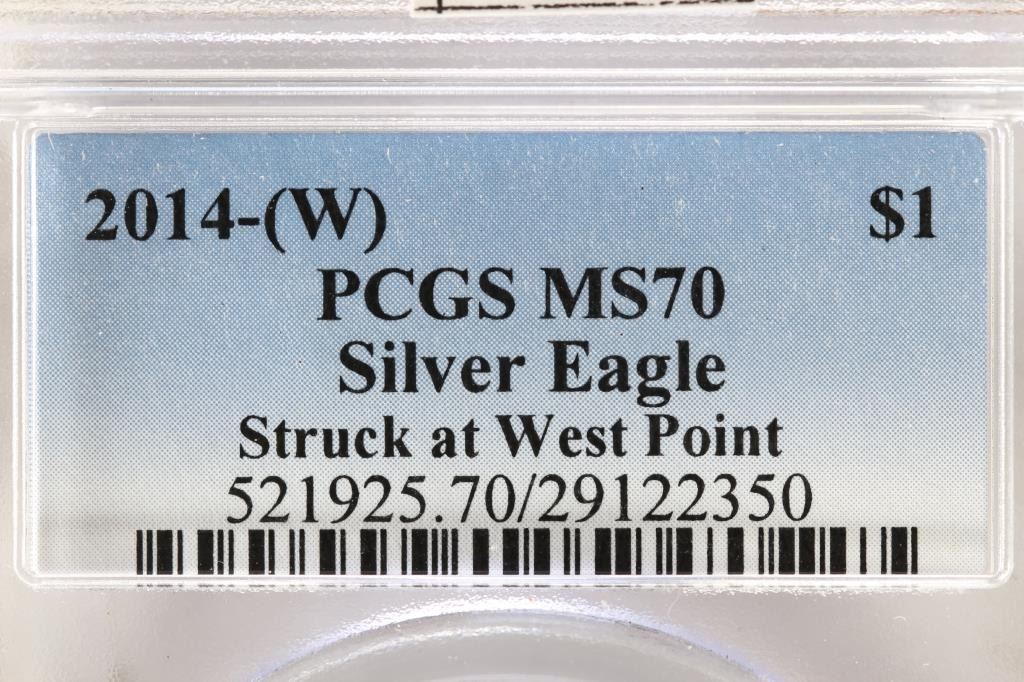 2014-(W) $1
PCGS MS70
Silver Eagle
Struck at West Point
521925.70/29122350